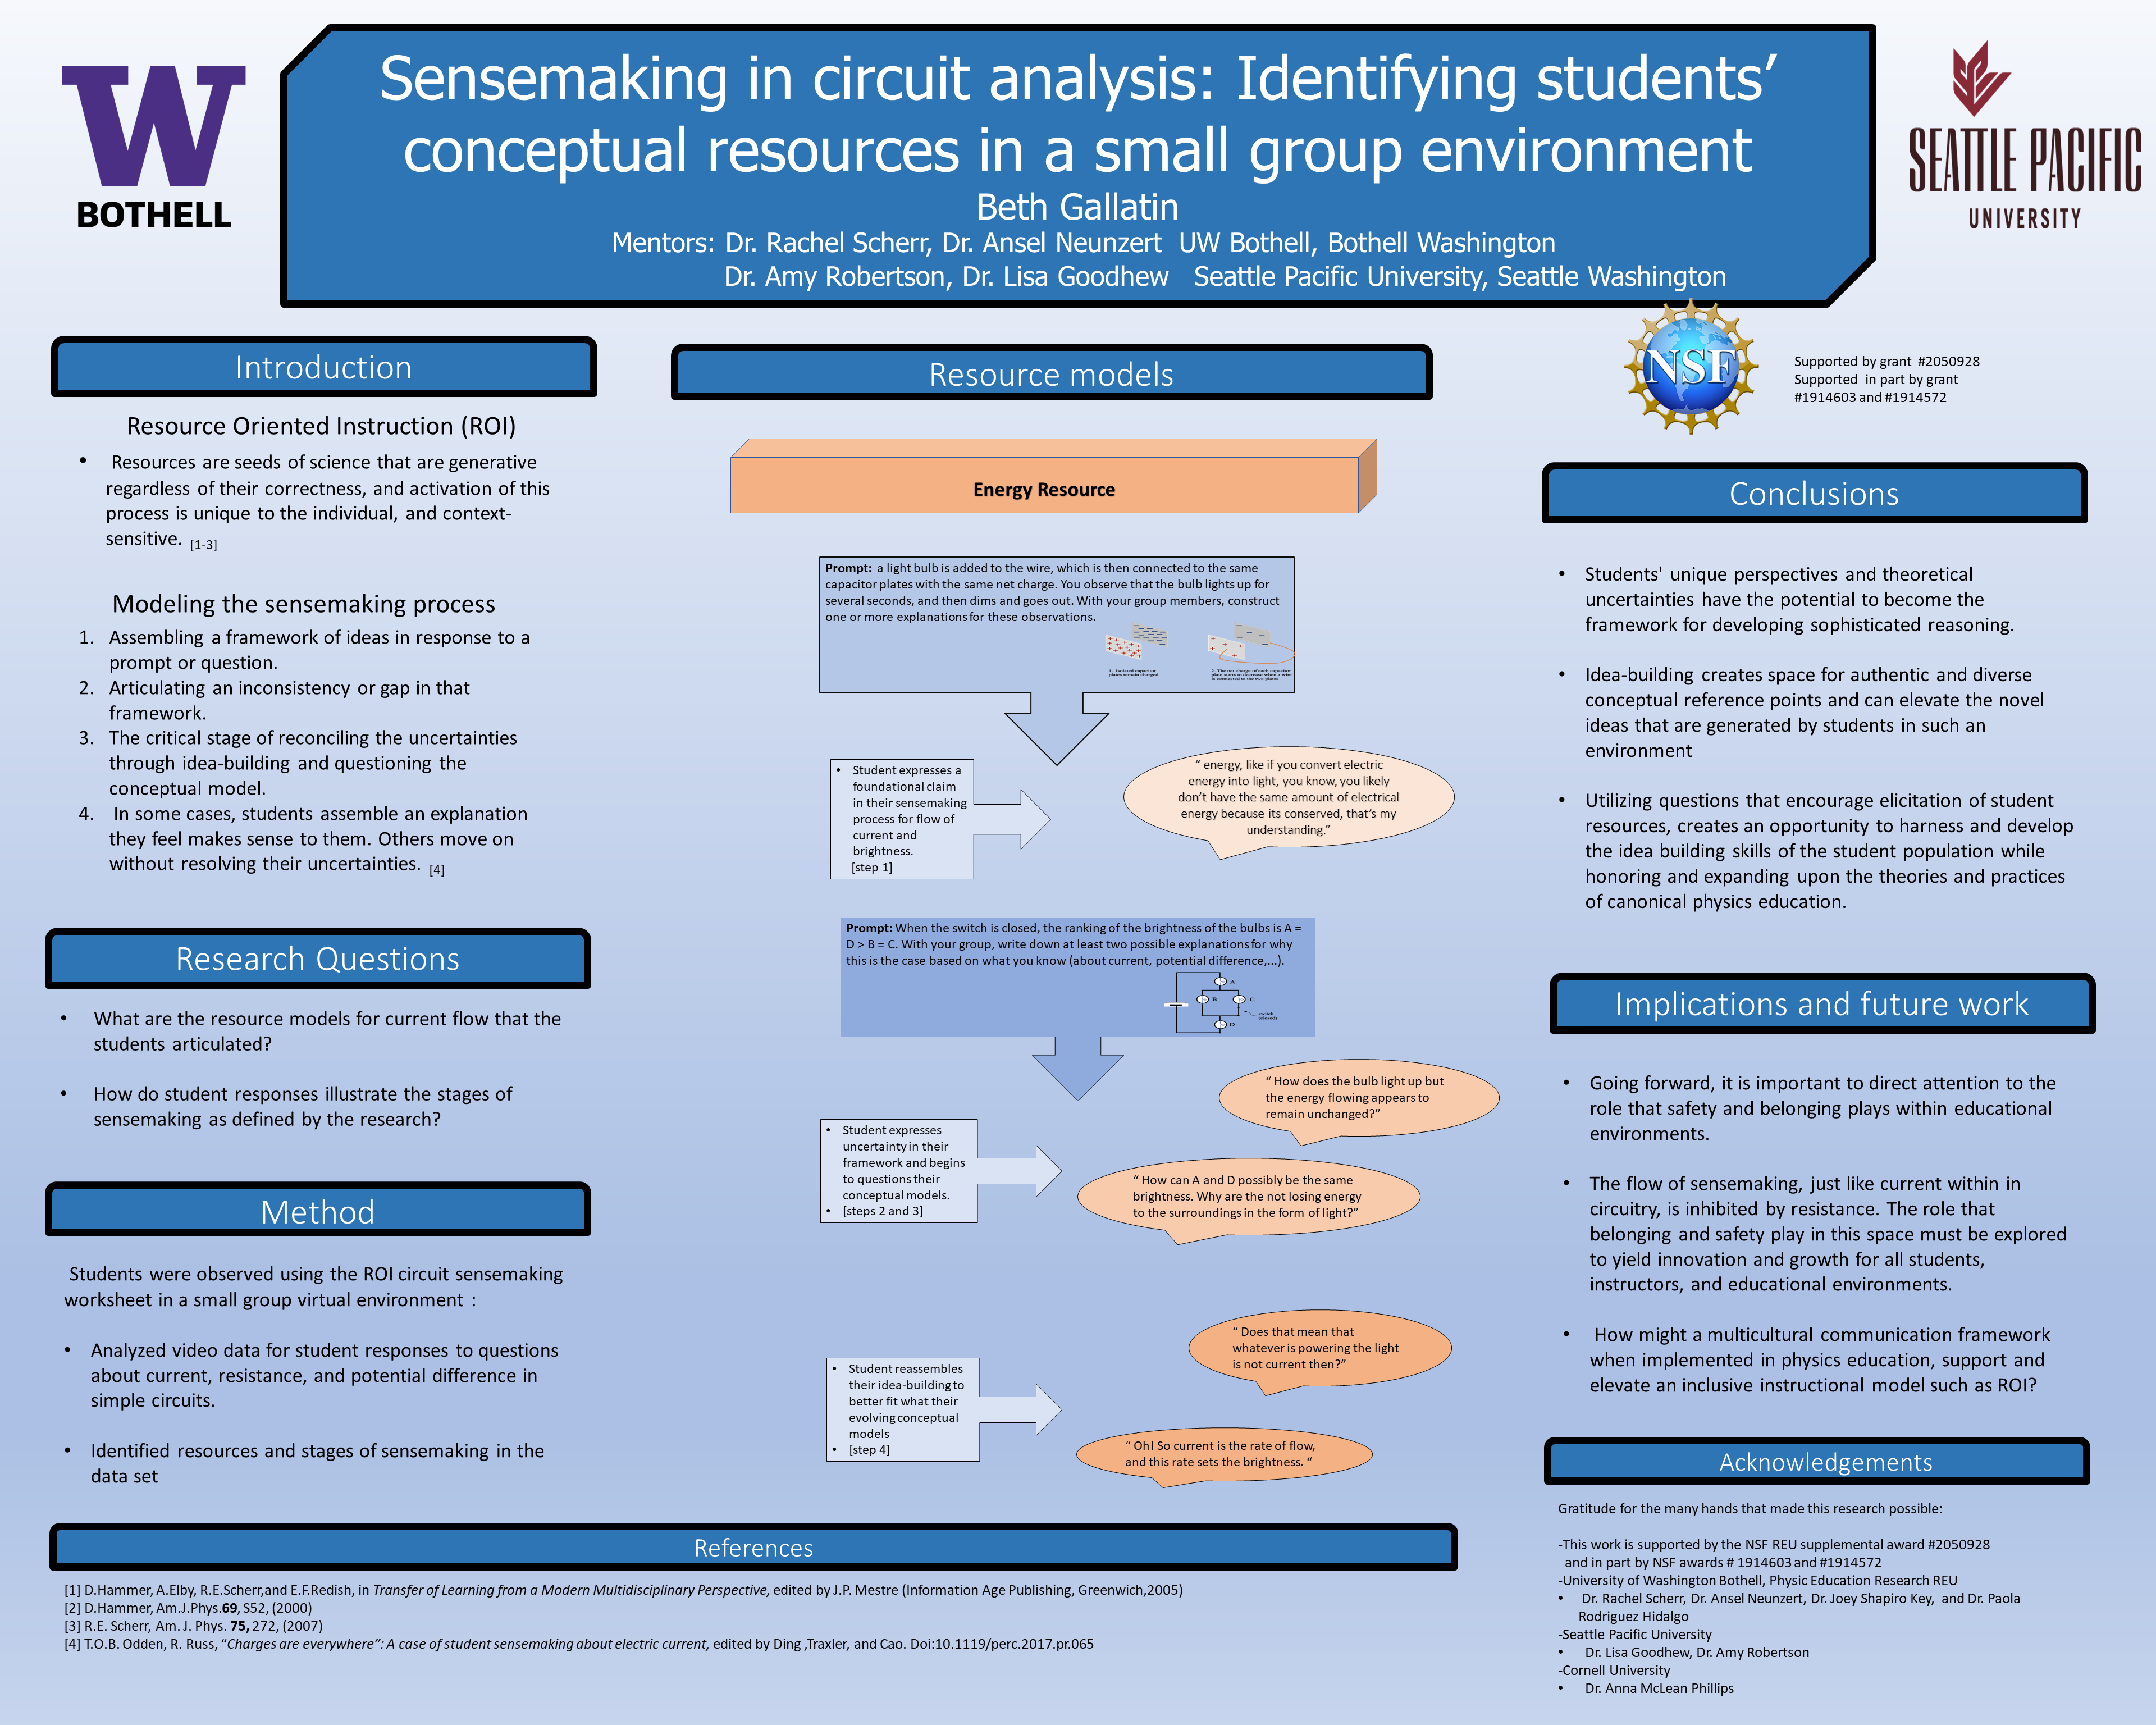 W
BOTHELL
Sensemaking in circuit analysis: Identifying students’
conceptual resources in a small group environment
Beth Gallatin
Mentors: Dr. Rachel Scherr, Dr. Ansel Neunzert UW Bothell, Bothell Washington
Dr. Amy Robertson, Dr. Lisa Goodhew Seattle Pacific University, Seattle Washington
SEATTLE PACIFIC
UNIVERSITY
Introduction
Resource Oriented Instruction (ROI)
• Resources are seeds of science that are generative
regardless of their correctness, and activation of this
process is unique to the individual, and context-
sensitive. [1-3]
Modeling the sensemaking process
1. Assembling a framework of ideas in response to a
prompt or question.
2. Articulating an inconsistency or gap in that
framework.
3. The critical stage of reconciling the uncertainties
through idea-building and questioning the
conceptual model.
4. In some cases, students assemble an explanation
they feel makes sense to them. Others move on
without resolving their uncertainties. [4]
Research Questions
• What are the resource models for current flow that the
students articulated?
• How do student responses illustrate the stages of
sensemaking as defined by the research?
Method
Students were observed using the ROI circuit sensemaking
worksheet in a small group virtual environment :
• Analyzed video data for student responses to questions
about current, resistance, and potential difference in
simple circuits.
• Identified resources and stages of sensemaking in the
data set
Resource models
Energy Resource
Prompt: a light bulb is added to the wire, which is then connected to the same
capacitor plates with the same net charge. You observe that the bulb lights up for
several seconds, and then dims and goes out. With your group members, construct
one or more explanations for these observations.
1. Isolated capacitor
plates remain charged
2. The net charge of each capacitor
plate starts to decrease when a wire
is connected to the two plates
• Student expresses a
foundational claim
in their sensemaking
process for flow of
current and
brightness.
[step 1]
“ energy, like if you convert electric
energy into light, you know, you likely
don’t have the same amount of electrical
energy because its conserved, that’s my
understanding.”
Prompt: When the switch is closed, the ranking of the brightness of the bulbs is A =
D > B = C. With your group, write down at least two possible explanations for why
this is the case based on what you know (about current, potential difference,...).
A
B
C
switch
(closed)
D
“ How does the bulb light up but
the energy flowing appears to
remain unchanged?”
• Student expresses
uncertainty in their
framework and begins
to questions their
conceptual models.
• [steps 2 and 3]
“ How can A and D possibly be the same
brightness. Why are the not losing energy
to the surroundings in the form of light?”
“ Does that mean that
whatever is powering the light
is not current then?”
• Student reassembles
their idea-building to
better fit what their
evolving conceptual
models
• [step 4]
“ Oh! So current is the rate of flow,
and this rate sets the brightness. “
NSF
Supported by grant #2050928
Supported in part by grant
#1914603 and #1914572
Conclusions
• Students' unique perspectives and theoretical
uncertainties have the potential to become the
framework for developing sophisticated reasoning.
• Idea-building creates space for authentic and diverse
conceptual reference points and can elevate the novel
ideas that are generated by students in such an
environment
• Utilizing questions that encourage elicitation of student
resources, creates an opportunity to harness and develop
the idea building skills of the student population while
honoring and expanding upon the theories and practices
of canonical physics education.
Implications and future work
• Going forward, it is important to direct attention to the
role that safety and belonging plays within educational
environments.
• The flow of sensemaking, just like current within in
circuitry, is inhibited by resistance. The role that
belonging and safety play in this space must be explored
to yield innovation and growth for all students,
instructors, and educational environments.
• How might a multicultural communication framework
when implemented in physics education, support and
elevate an inclusive instructional model such as ROI?
Acknowledgements
Gratitude for the many hands that made this research possible:
-This work is supported by the NSF REU supplemental award #2050928
and in part by NSF awards # 1914603 and #1914572
-University of Washington Bothell, Physic Education Research REU
• Dr. Rachel Scherr, Dr. Ansel Neunzert, Dr. Joey Shapiro Key, and Dr. Paola
Rodriguez Hidalgo
-Seattle Pacific University
• Dr. Lisa Goodhew, Dr. Amy Robertson
-Cornell University
• Dr. Anna McLean Phillips
References
[1] D.Hammer, A.Elby, R.E.Scherr,and E.F.Redish, in Transfer of Learning from a Modern Multidisciplinary Perspective, edited by J.P. Mestre (Information Age Publishing, Greenwich,2005)
[2] D.Hammer, Am.J.Phys.69, S52, (2000)
[3] R.E. Scherr, Am. J. Phys. 75, 272, (2007)
[4] T.O.B. Odden, R. Russ, “Charges are everywhere”: A case of student sensemaking about electric current, edited by Ding ,Traxler, and Cao. Doi:10.1119/perc.2017.pr.065